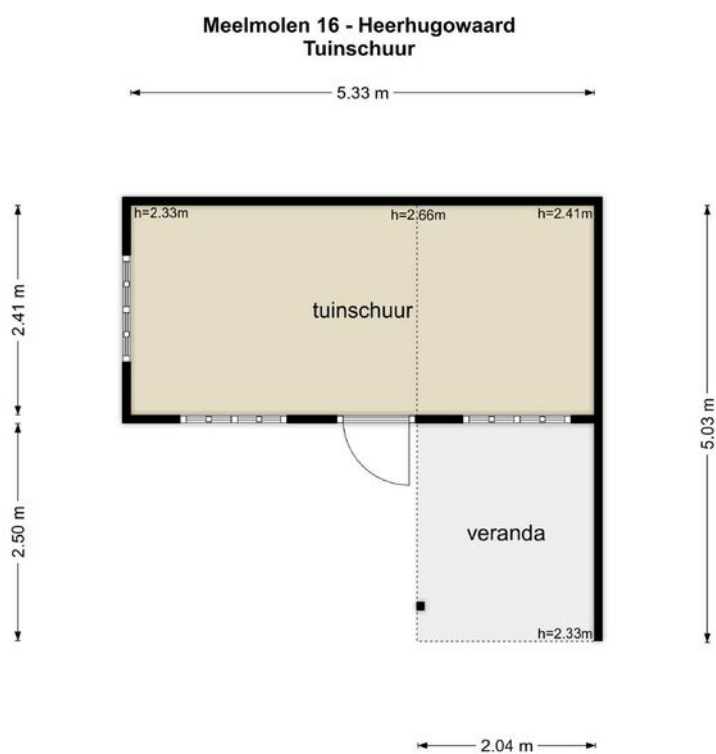 Meelmolen 16 - Heerhugowaard
Tuinschuur
5.33 m
h=2.33m
h=2.66m
h=2.41m
2.41 m
tuinschuur
5.03 m
2.50 m
veranda
h=2.33m
2.04 m